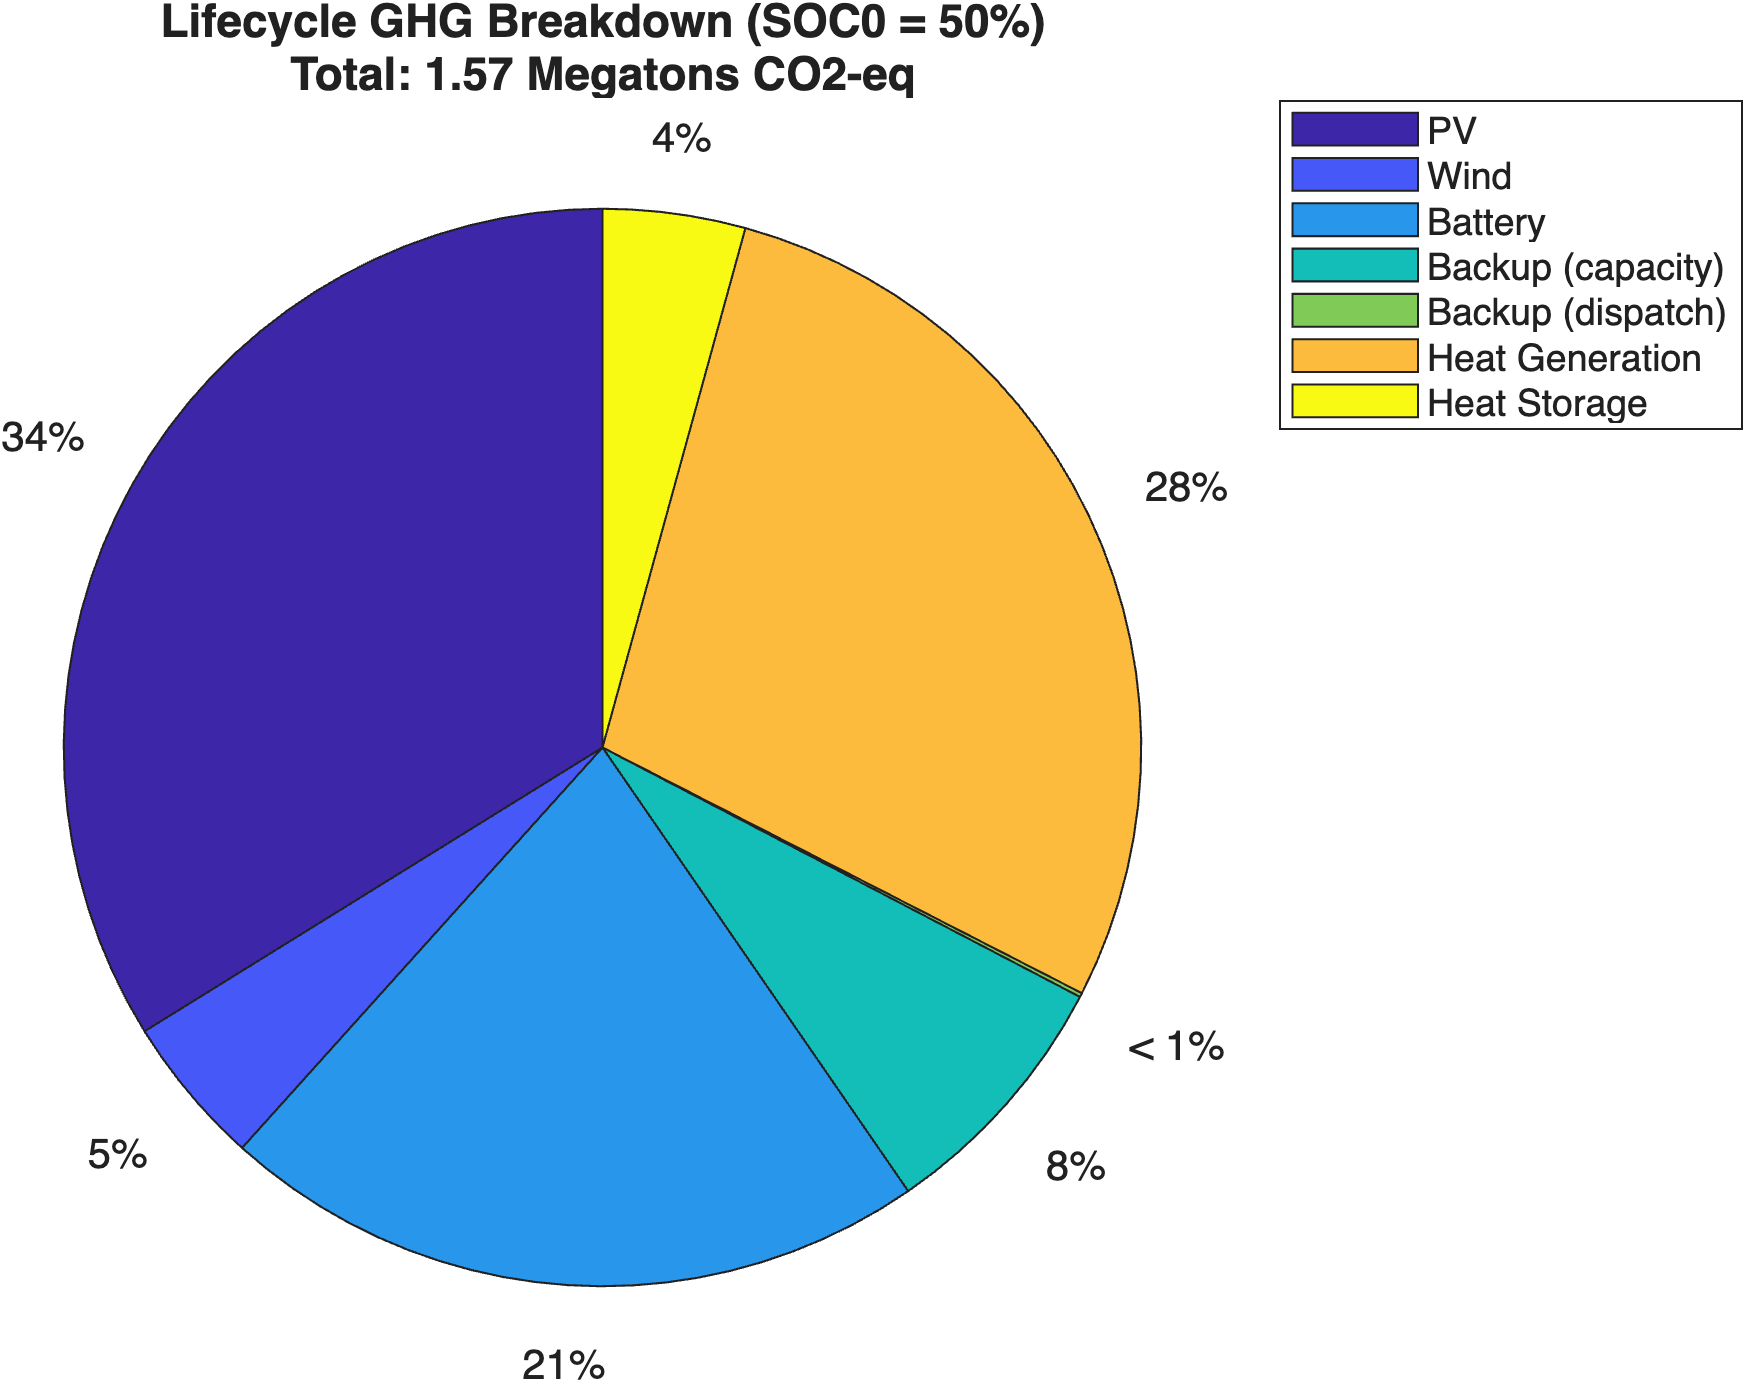 Lifecycle GHG Breakdown (SOC0 = 50%)
Total: 1.57 Megatons CO2-eq
4%
34%
28%
< 1%
5%
8%
21%
PV
Wind
Battery
Backup (capacity)
Backup (dispatch)
Heat Generation
Heat Storage